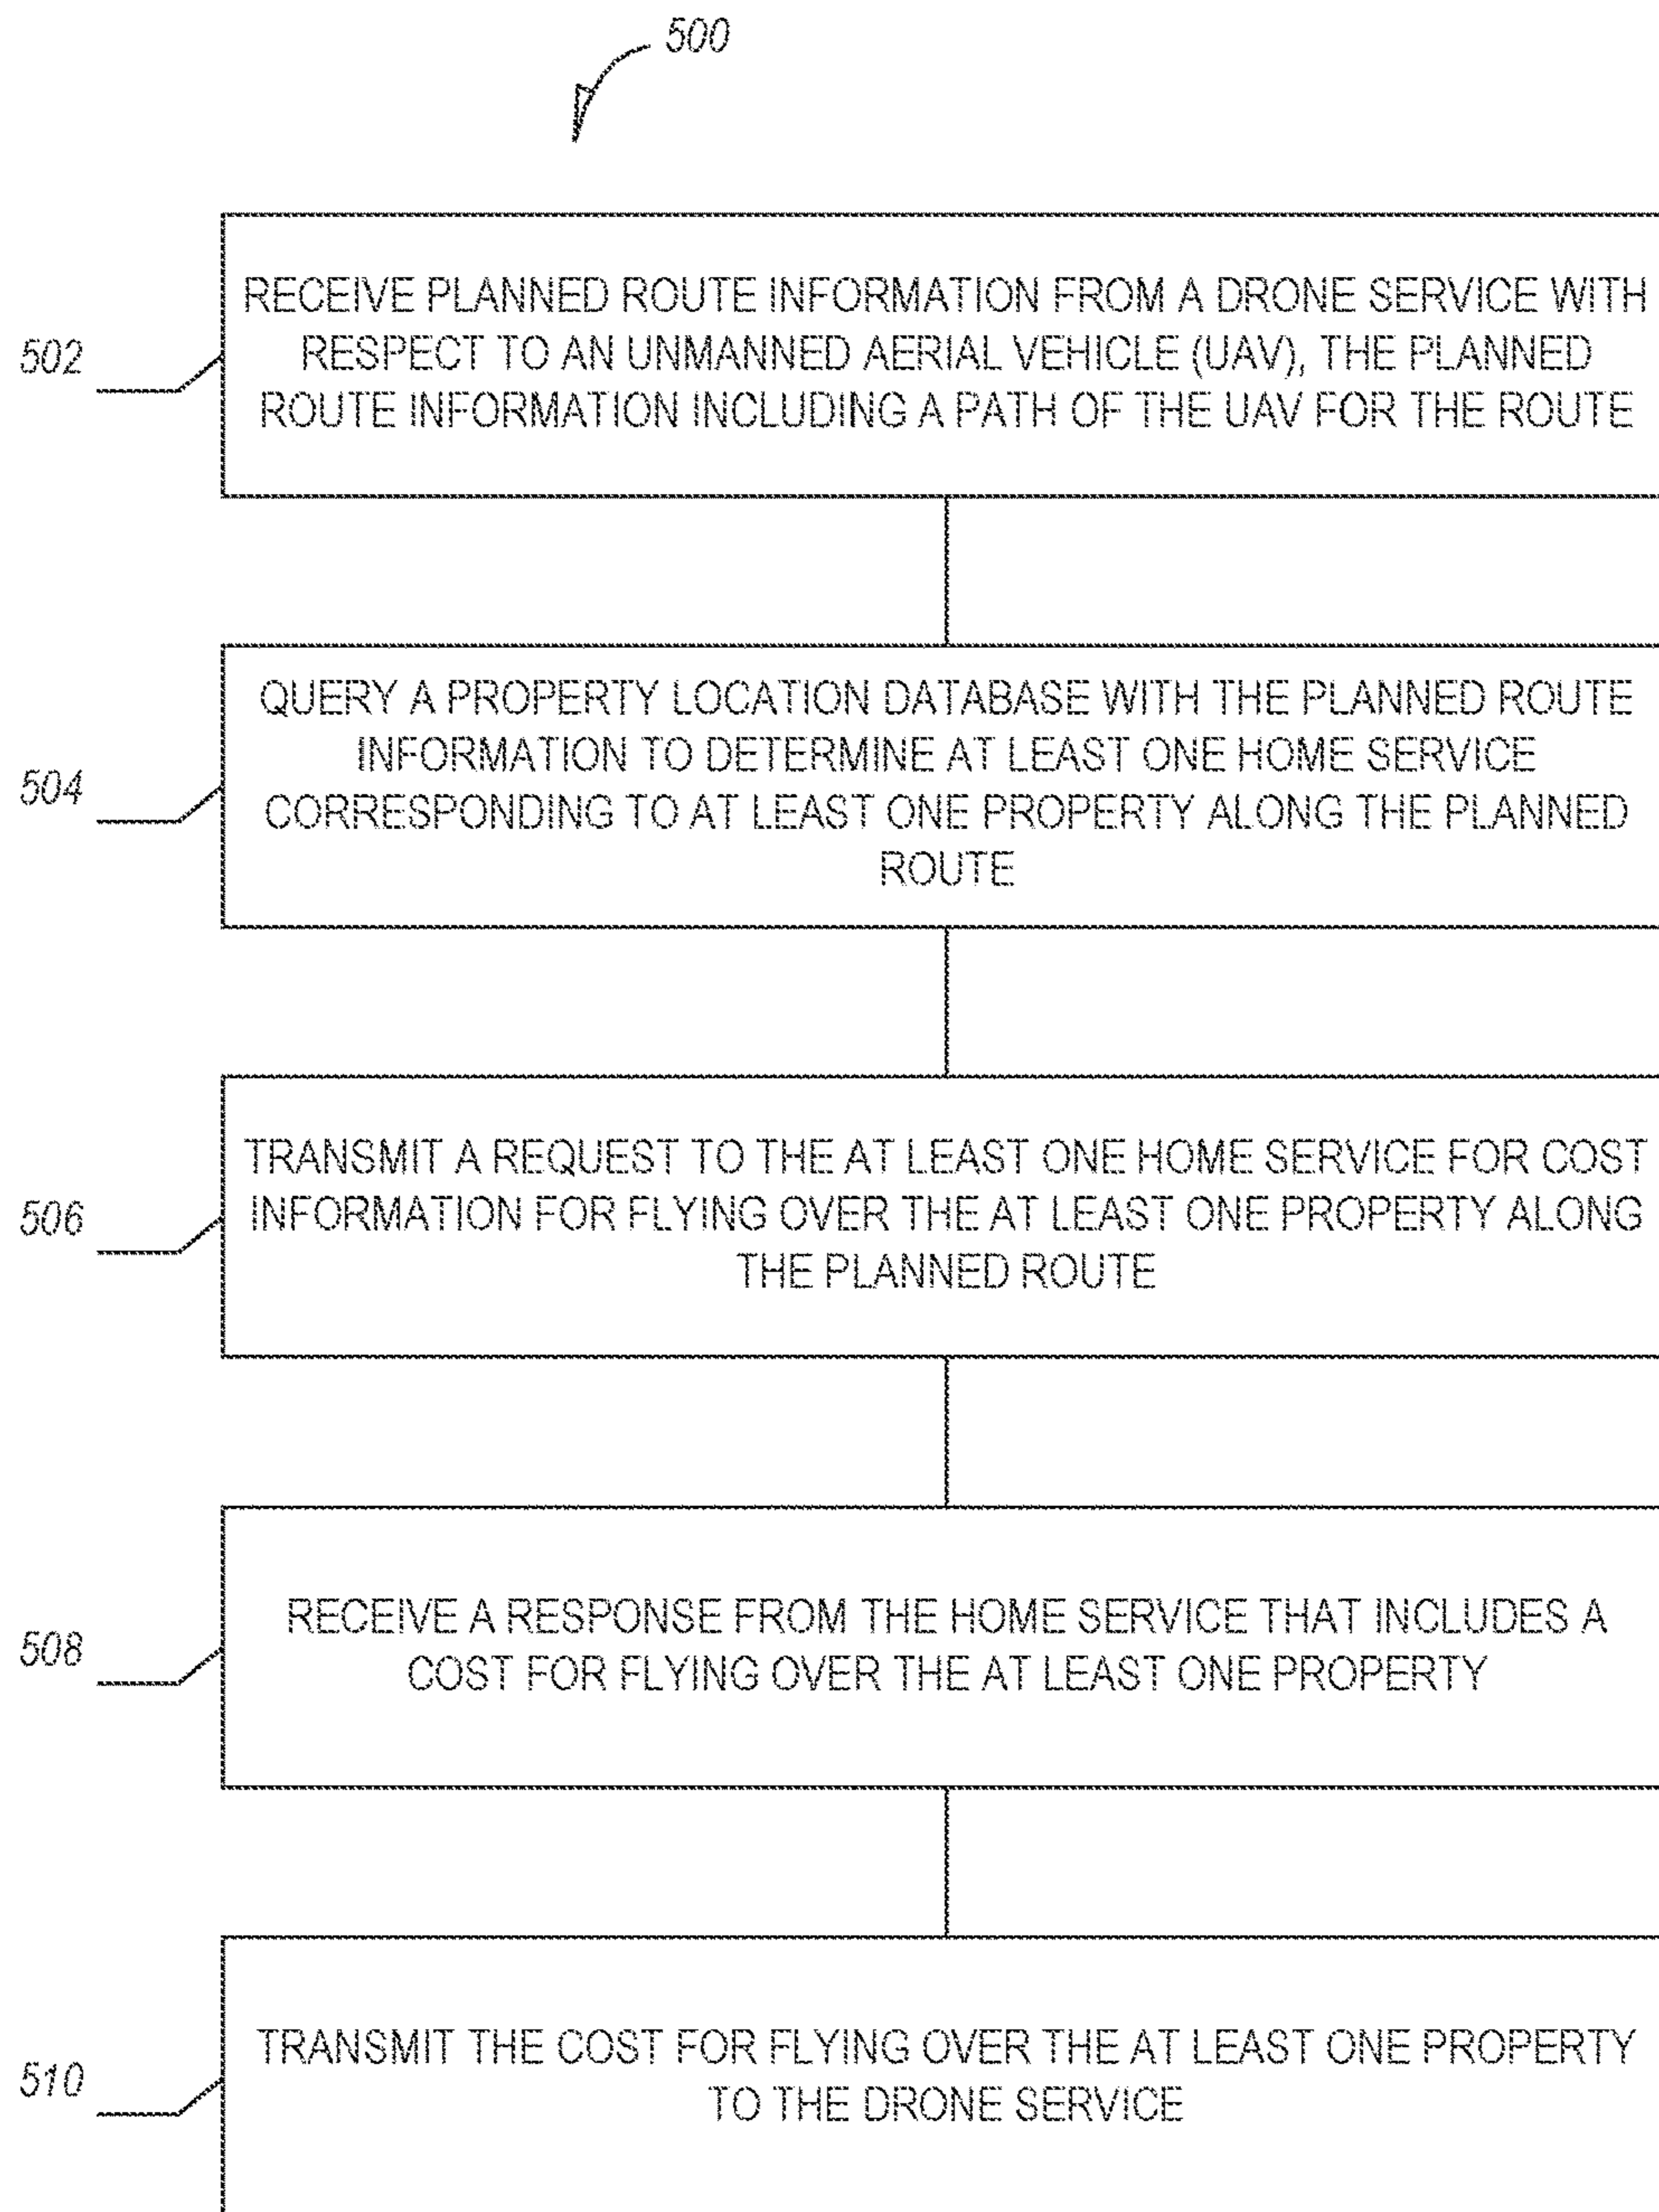 500
502
RECEIVE PLANNED ROUTE INFORMATION FROM A DRONE SERVICE WITH
RESPECT TO AN UNMANNED AERIAL VEHICLE (UAV), THE PLANNED
ROUTE INFORMATION INCLUDING A PATH OF THE UAV FOR THE ROUTE
504
QUERY A PROPERTY LOCATION DATABASE WITH THE PLANNED ROUTE
INFORMATION TO DETERMINE AT LEAST ONE HOME SERVICE
CORRESPONDING TO AT LEAST ONE PROPERTY ALONG THE PLANNED
ROUTE
506
TRANSMIT A REQUEST TO THE AT LEAST ONE HOME SERVICE FOR COST
INFORMATION FOR FLYING OVER THE AT LEAST ONE PROPERTY ALONG
THE PLANNED ROUTE
508
RECEIVE A RESPONSE FROM THE HOME SERVICE THAT INCLUDES A
COST FOR FLYING OVER THE AT LEAST ONE PROPERTY
510
TRANSMIT THE COST FOR FLYING OVER THE AT LEAST ONE PROPERTY
TO THE DRONE SERVICE